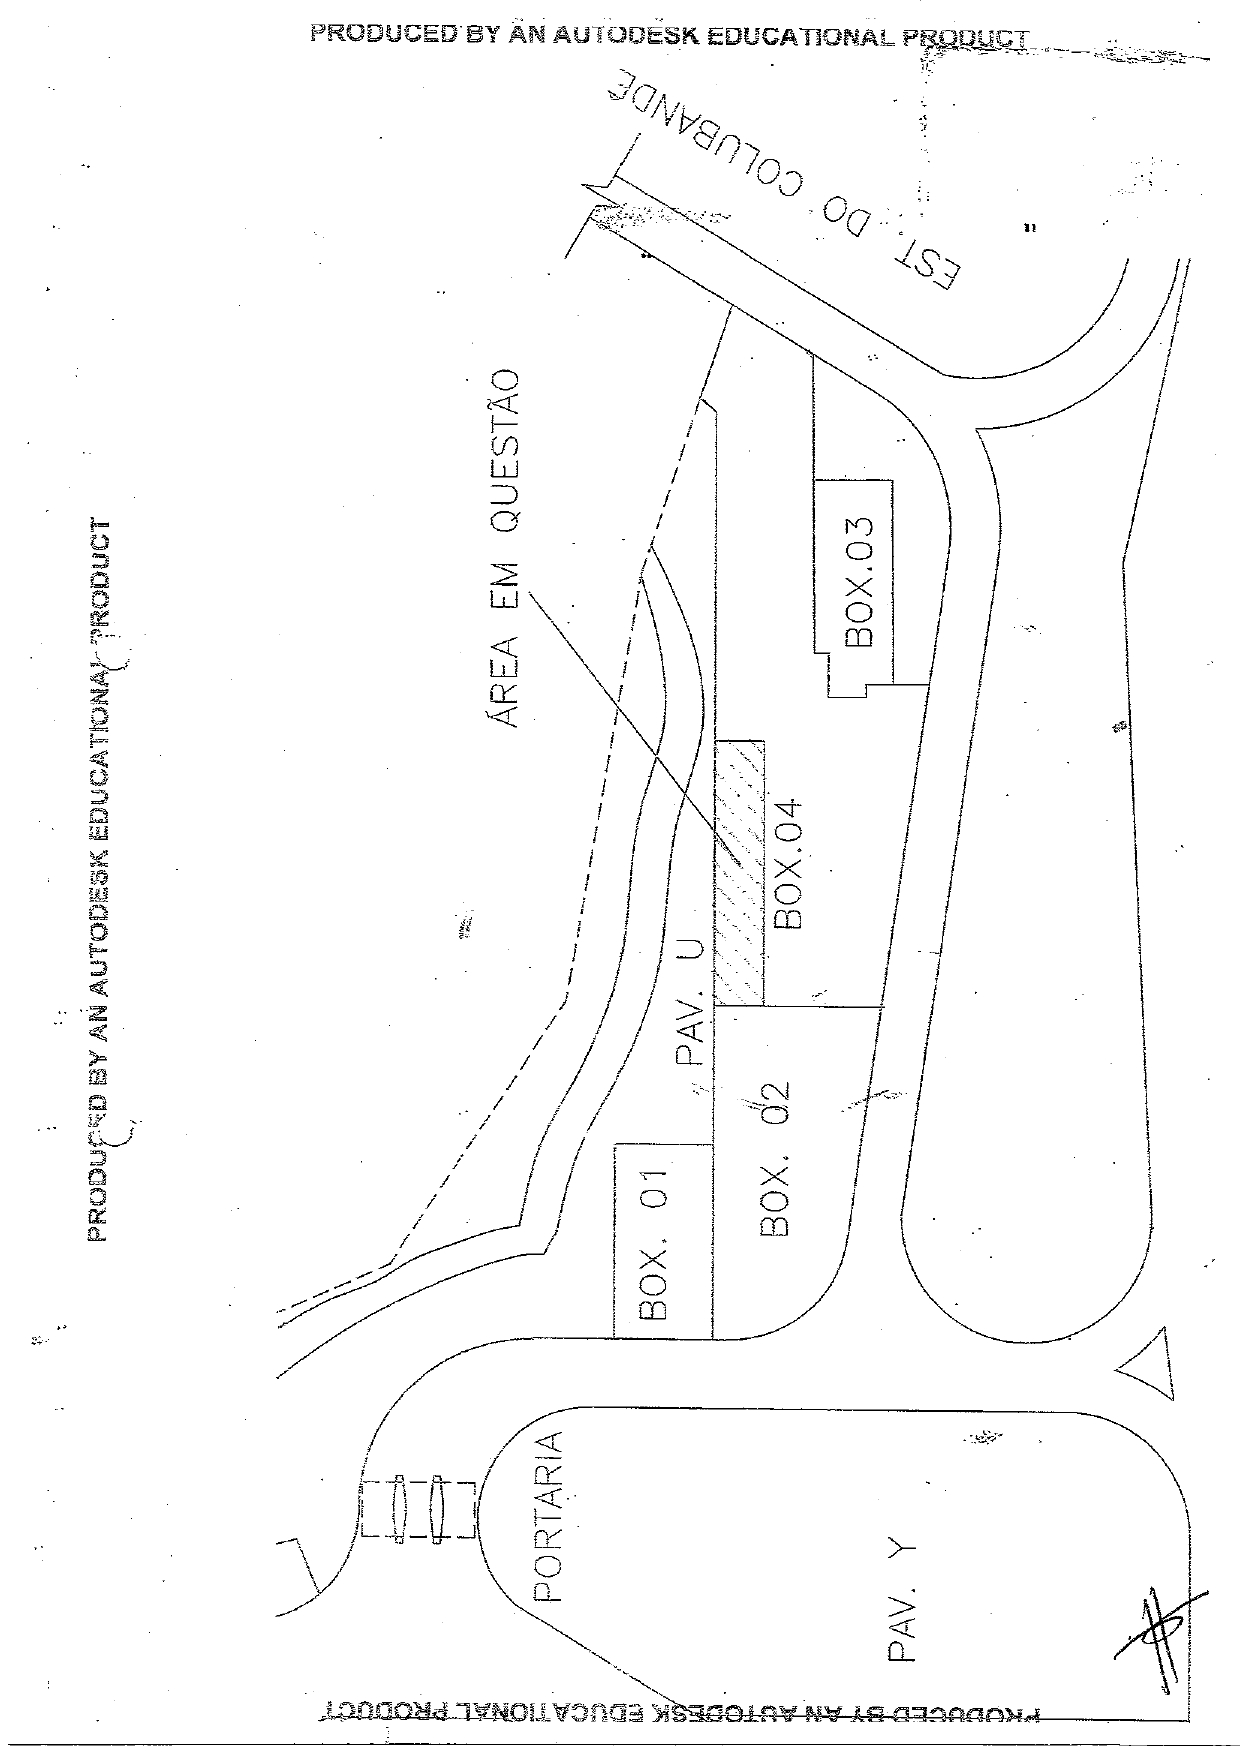 PRODUCED BY AN AUTODESK EDUCATIONAL PRODUCT
EST. DO COLUBANDÊ
ÁREA EM QUESTÃO
BOX.03
BOX.04
PAV. U
BOX. 02
BOX. 01
PORTARIA
PAV. Y
PRODUCED BY AN AUTODESK EDUCATIONAL PRODUCT
PRODUCED BY AN AUTODESK EDUCATIONAL PRODUCT